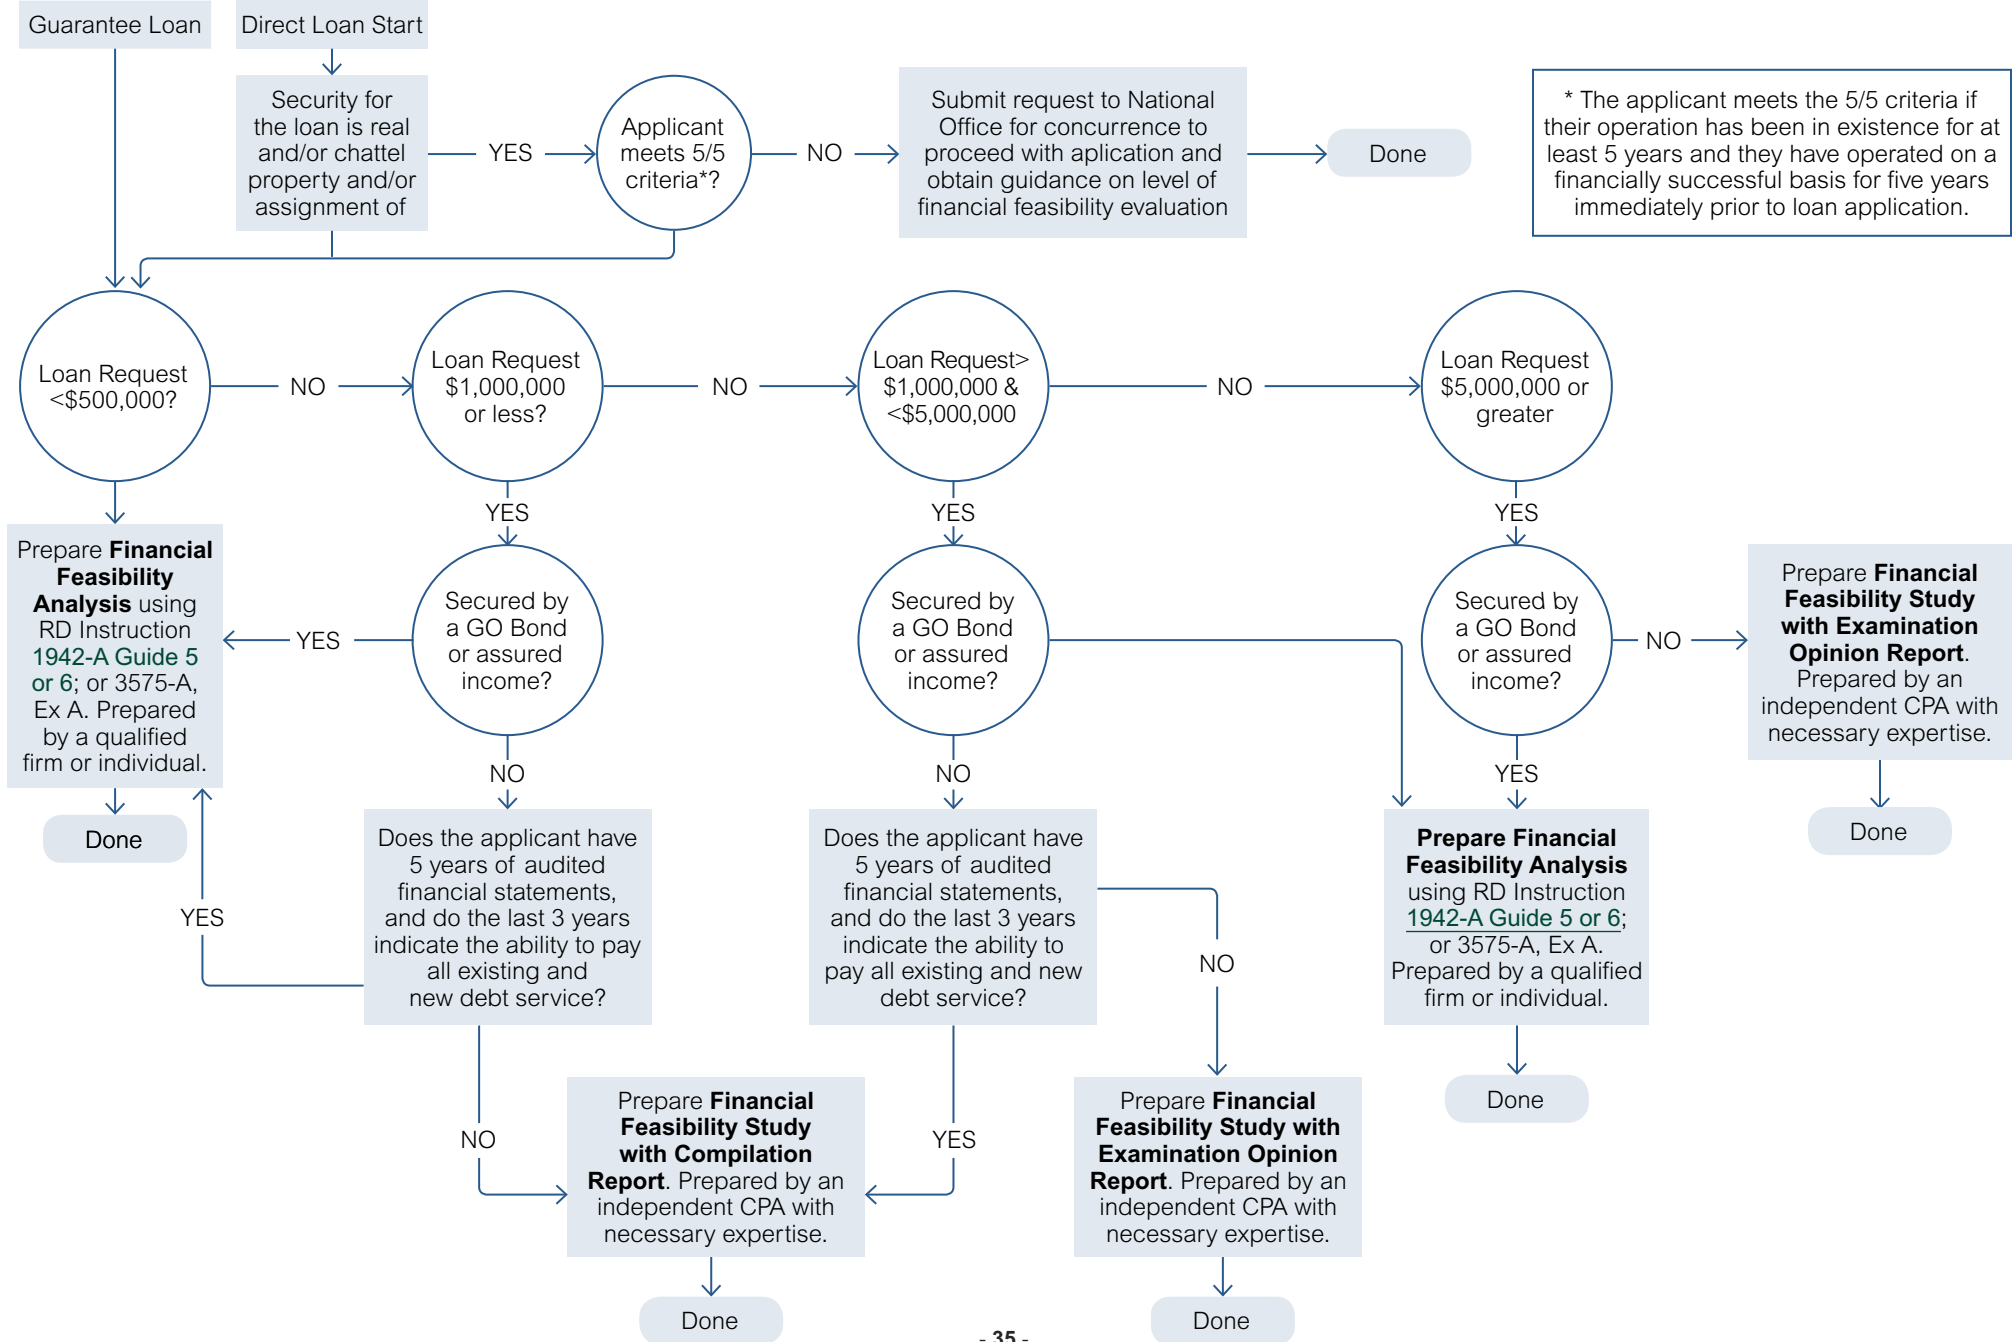 Guarantee Loan
Direct Loan Start
Security for
the loan is real
and/or chattel
property and/or
assignment of
YES
Applicant
meets 5/5
criteria*?
NO
Submit request to National
Office for concurrence to
proceed with aplication and
obtain guidance on level of
financial feasibility evaluation
Done
* The applicant meets the 5/5 criteria if
their operation has been in existence for at
least 5 years and they have operated on a
financially successful basis for five years
immediately prior to loan application.
Loan Request
<$500,000?
NO
Loan Request
$1,000,000
or less?
NO
Loan Request>
$1,000,000 &
<$5,000,000
NO
Loan Request
$5,000,000 or
greater
YES
YES
YES
Prepare Financial
Feasibility
Analysis using
RD Instruction
1942-A Guide 5
or 6; or 3575-A,
Ex A. Prepared
by a qualified
firm or individual.
YES
Secured by
a GO Bond
or assured
income?
Secured by
a GO Bond
or assured
income?
Secured by
a GO Bond
or assured
income?
NO
Prepare Financial
Feasibility Study
with Examination
Opinion Report.
Prepared by an
independent CPA with
necessary expertise.
NO
NO
YES
Done
YES
Does the applicant have
5 years of audited
financial statements,
and do the last 3 years
indicate the ability to pay
all existing and
new debt service?
Does the applicant have
5 years of audited
financial statements,
and do the last 3 years
indicate the ability to
pay all existing and new
debt service?
NO
Prepare Financial
Feasibility Analysis
using RD Instruction
1942-A Guide 5 or 6;
or 3575-A, Ex A.
Prepared by a qualified
firm or individual.
Done
NO
Prepare Financial
Feasibility Study
with Compilation
Report. Prepared by an
independent CPA with
necessary expertise.
YES
Prepare Financial
Feasibility Study with
Examination Opinion
Report. Prepared by an
independent CPA with
necessary expertise.
Done
Done
Done
- 35 -